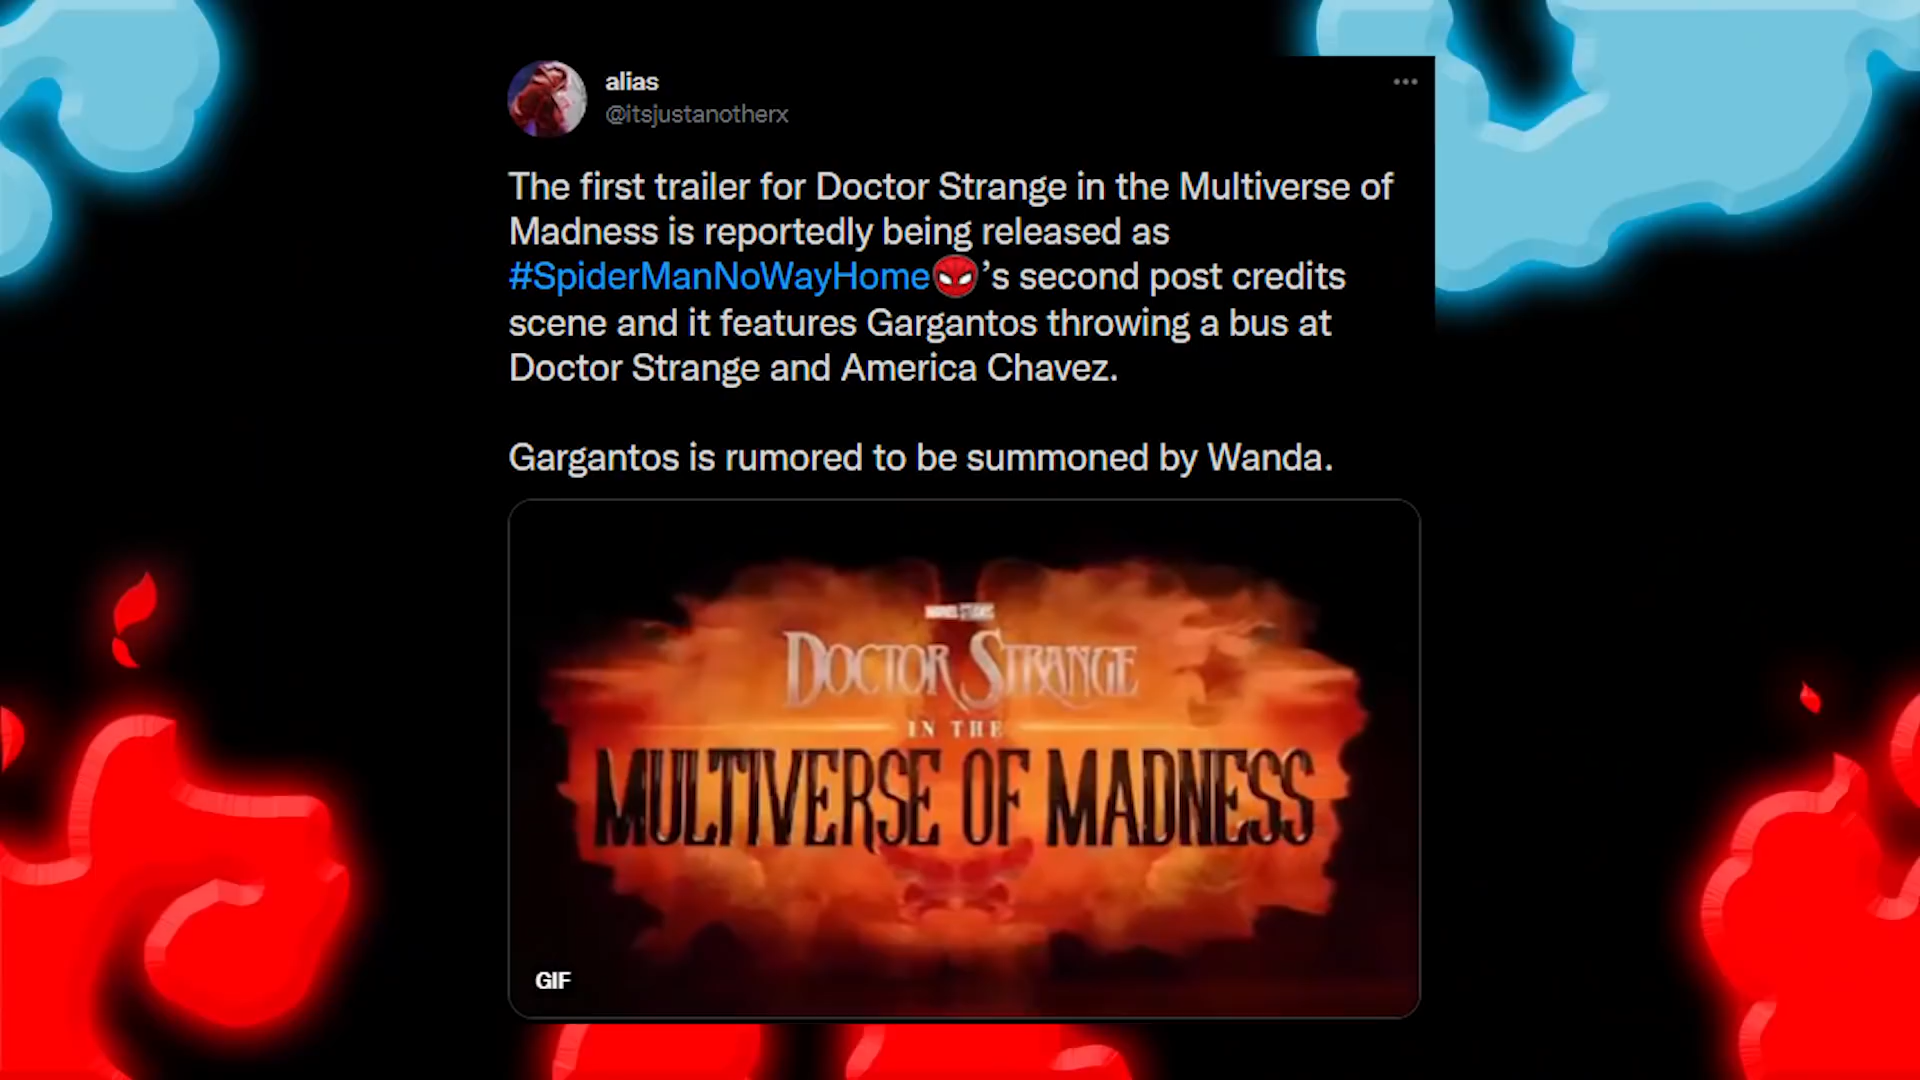 alias
@itsjustanotherx
The first trailer for Doctor Strange in the Multiverse of
Madness is reportedly being released as
#SpiderManNoWayHome's second post credits
scene and it features Gargantos throwing a bus at
Doctor Strange and America Chavez.
Gargantos is rumored to be summoned by Wanda.
MARVEL STUDIOS
DOCTOR STRANGE
IN THE
MULTIVERSE OF MADNESS
GIF